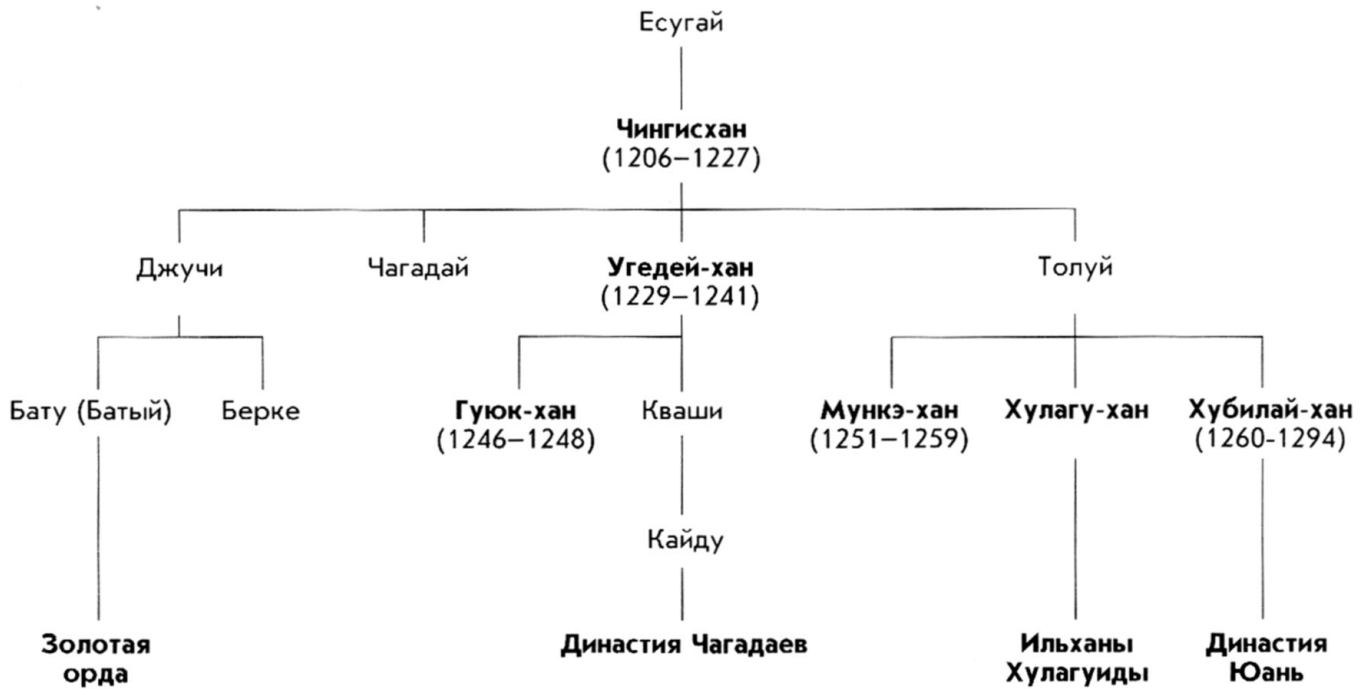 Есугай
Чингисхан
(1206–1227)
Джучи
Чагадай
Угедей-хан
(1229–1241)
Толуй
Бату (Батый)
Берке
Гуюк-хан
(1246–1248)
Кваши
Мункэ-хан
(1251–1259)
Хулагу-хан
Хубилай-хан
(1260-1294)
Кайду
Золотая
орда
Династия Чагадаев
Ильханы
Хулагуиды
Династия
Юань